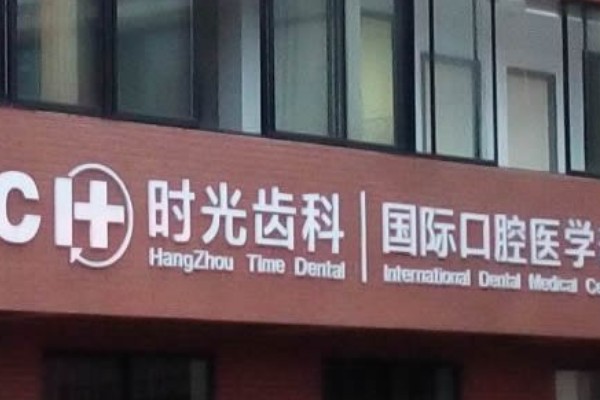 C
时光齿科
HangZhou Time Dental
国际口腔医学
International Dental Medical